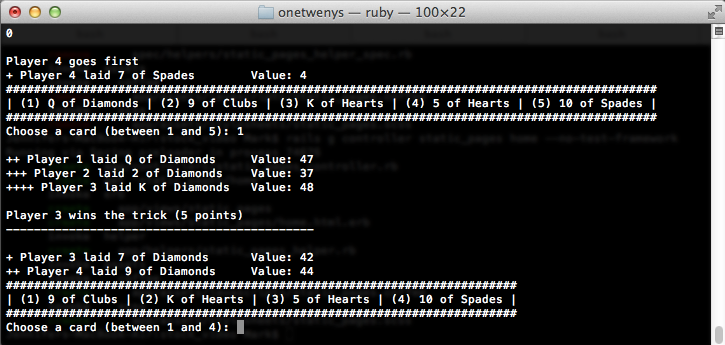 onetwenys — ruby — 100×22
0
Player 4 goes first
+ Player 4 laid 7 of Spades Value: 4
#############################################################################################
| (1) Q of Diamonds | (2) 9 of Clubs | (3) K of Hearts | (4) 5 of Hearts | (5) 10 of Spades |
#############################################################################################
Choose a card (between 1 and 5): 1
++ Player 1 laid Q of Diamonds Value: 47
+++ Player 2 laid 2 of Diamonds Value: 37
++++ Player 3 laid K of Diamonds Value: 48
Player 3 wins the trick (5 points)
--------------------------------------------
+ Player 3 laid 7 of Diamonds Value: 42
++ Player 4 laid 9 of Diamonds Value: 44
#########################################################################
| (1) 9 of Clubs | (2) K of Hearts | (3) 5 of Hearts | (4) 10 of Spades |
#########################################################################
Choose a card (between 1 and 4):